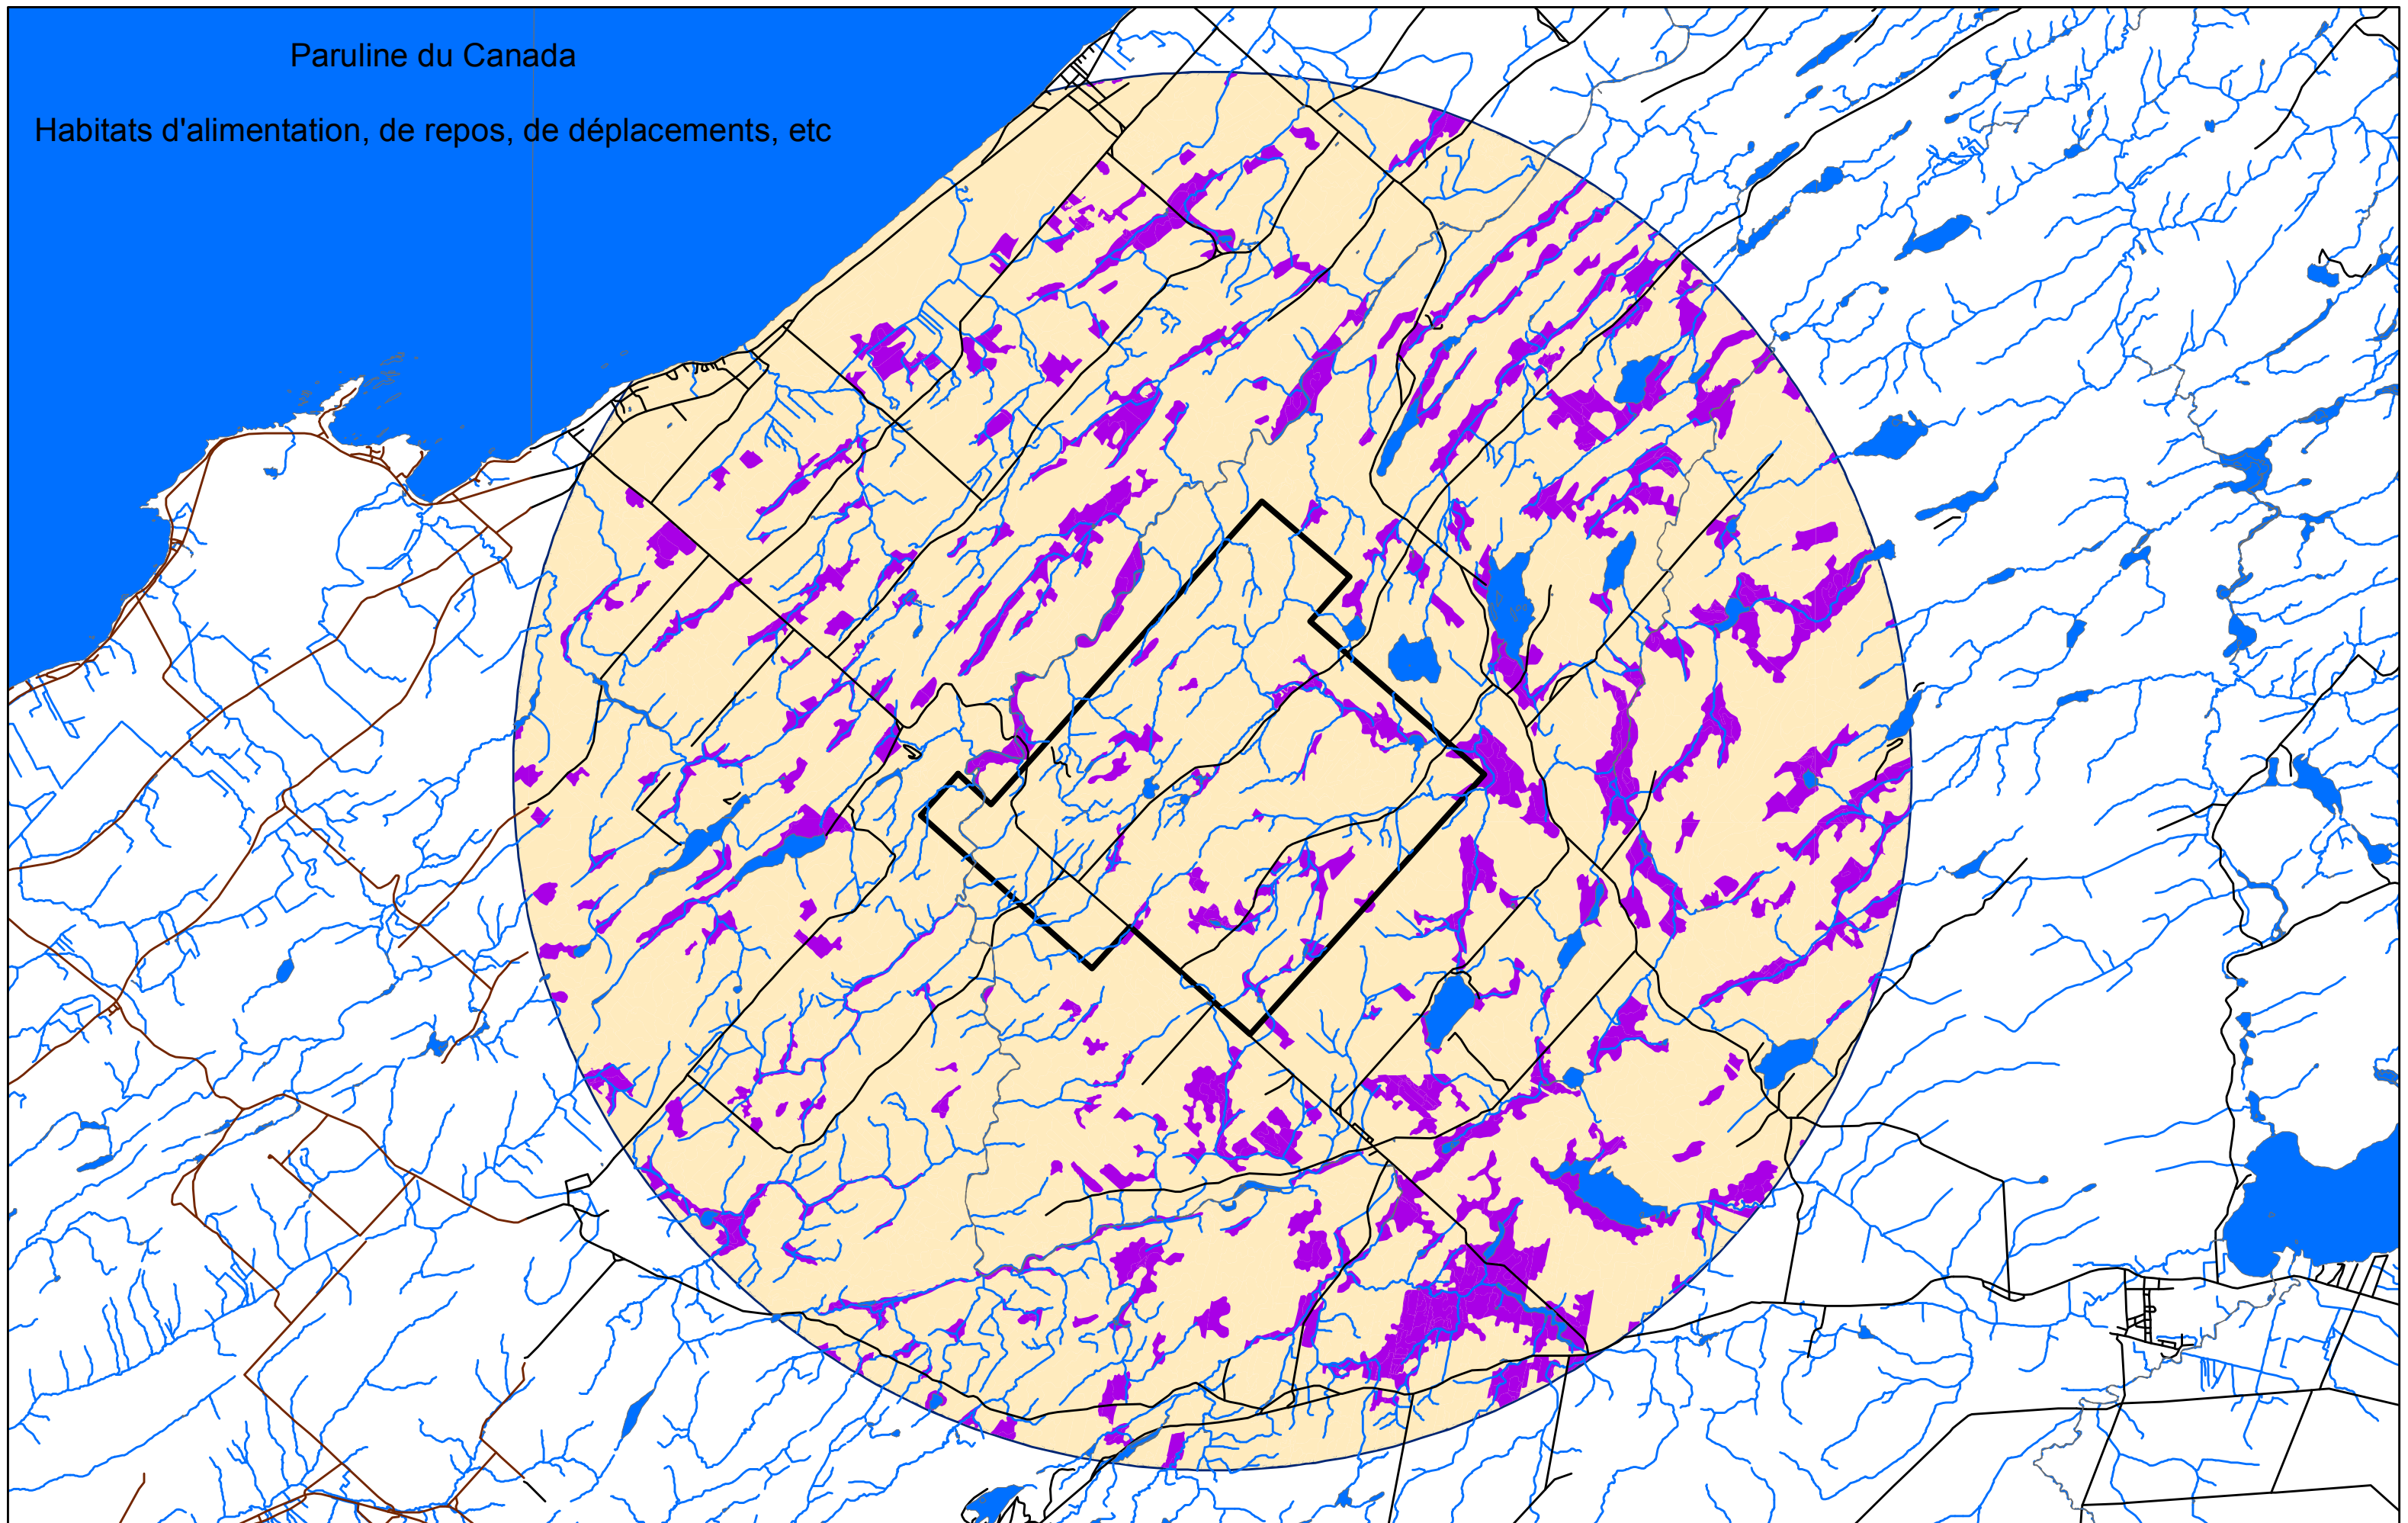 Paruline du Canada
Habitats d'alimentation, de repos, de déplacements, etc